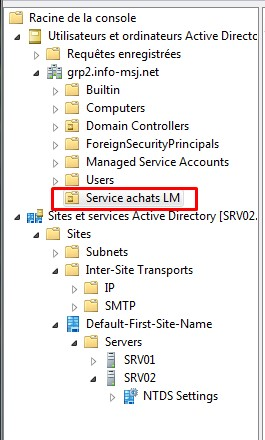 Racine de la console
Utilisateurs et ordinateurs Active Directo
Requêtes enregistrées
grp2.info-msj.net
Builtin
Computers
Domain Controllers
ForeignSecurityPrincipals
Managed Service Accounts
Users
Service achats LM
Sites et services Active Directory [SRV02.
Sites
Subnets
Inter-Site Transports
IP
SMTP
Default-First-Site-Name
Servers
SRV01
SRV02
NTDS Settings